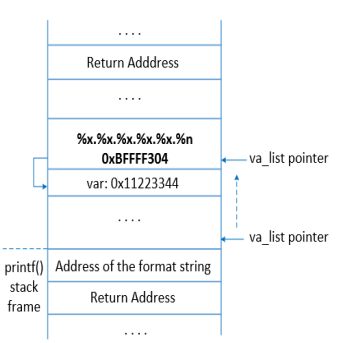 . . . .
Return Adddress
. . . .
%x.%x.%x.%x.%x.%n
0xBFFFF304
va_list pointer
var: 0x11223344
. . . .
va_list pointer
printf()
stack
frame
Address of the format string
Return Address
. . . .